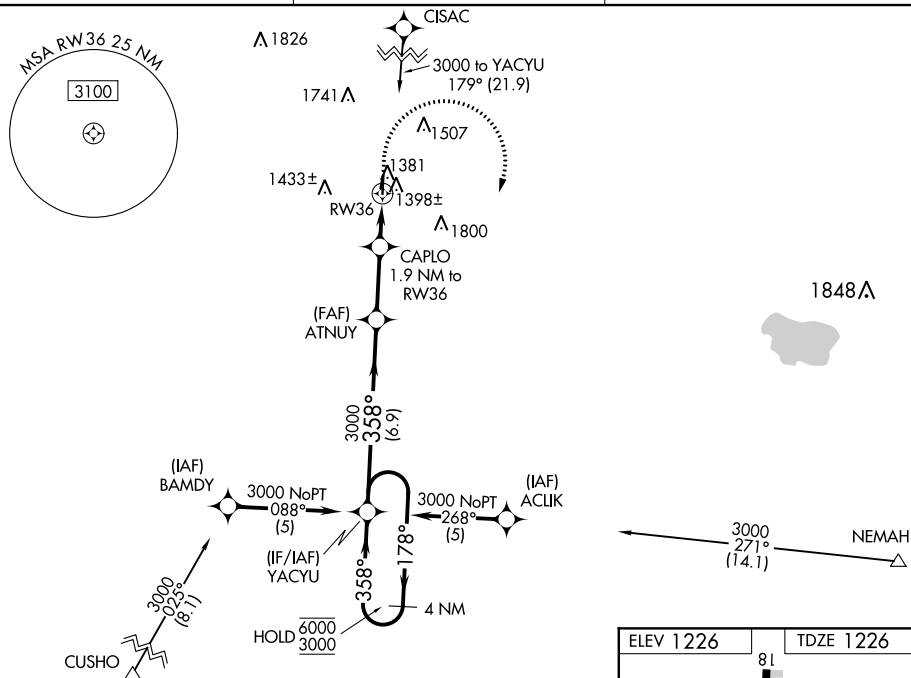 MSA RW36 25 NM
3100
1826
CISAC
3000 to YACYU
179° (21.9)
1741
1507
1381
1433±
RW36
1398±
1800
CAPLO
1.9 NM to
RW36
1848
(FAF)
ATNUY
3000
358°
(6.9)
(IAF)
BAMDY
3000 NoPT
088°
(5)
3000 NoPT
268°
(5)
(IAF)
ACLIK
(IF/IAF)
YACYU
358°
178°
3000
271°
(14.1)
NEMAH
3000
025°
(8.1)
4 NM
HOLD 6000
3000
CUSHO
ELEV 1226
TDZE 1226
18